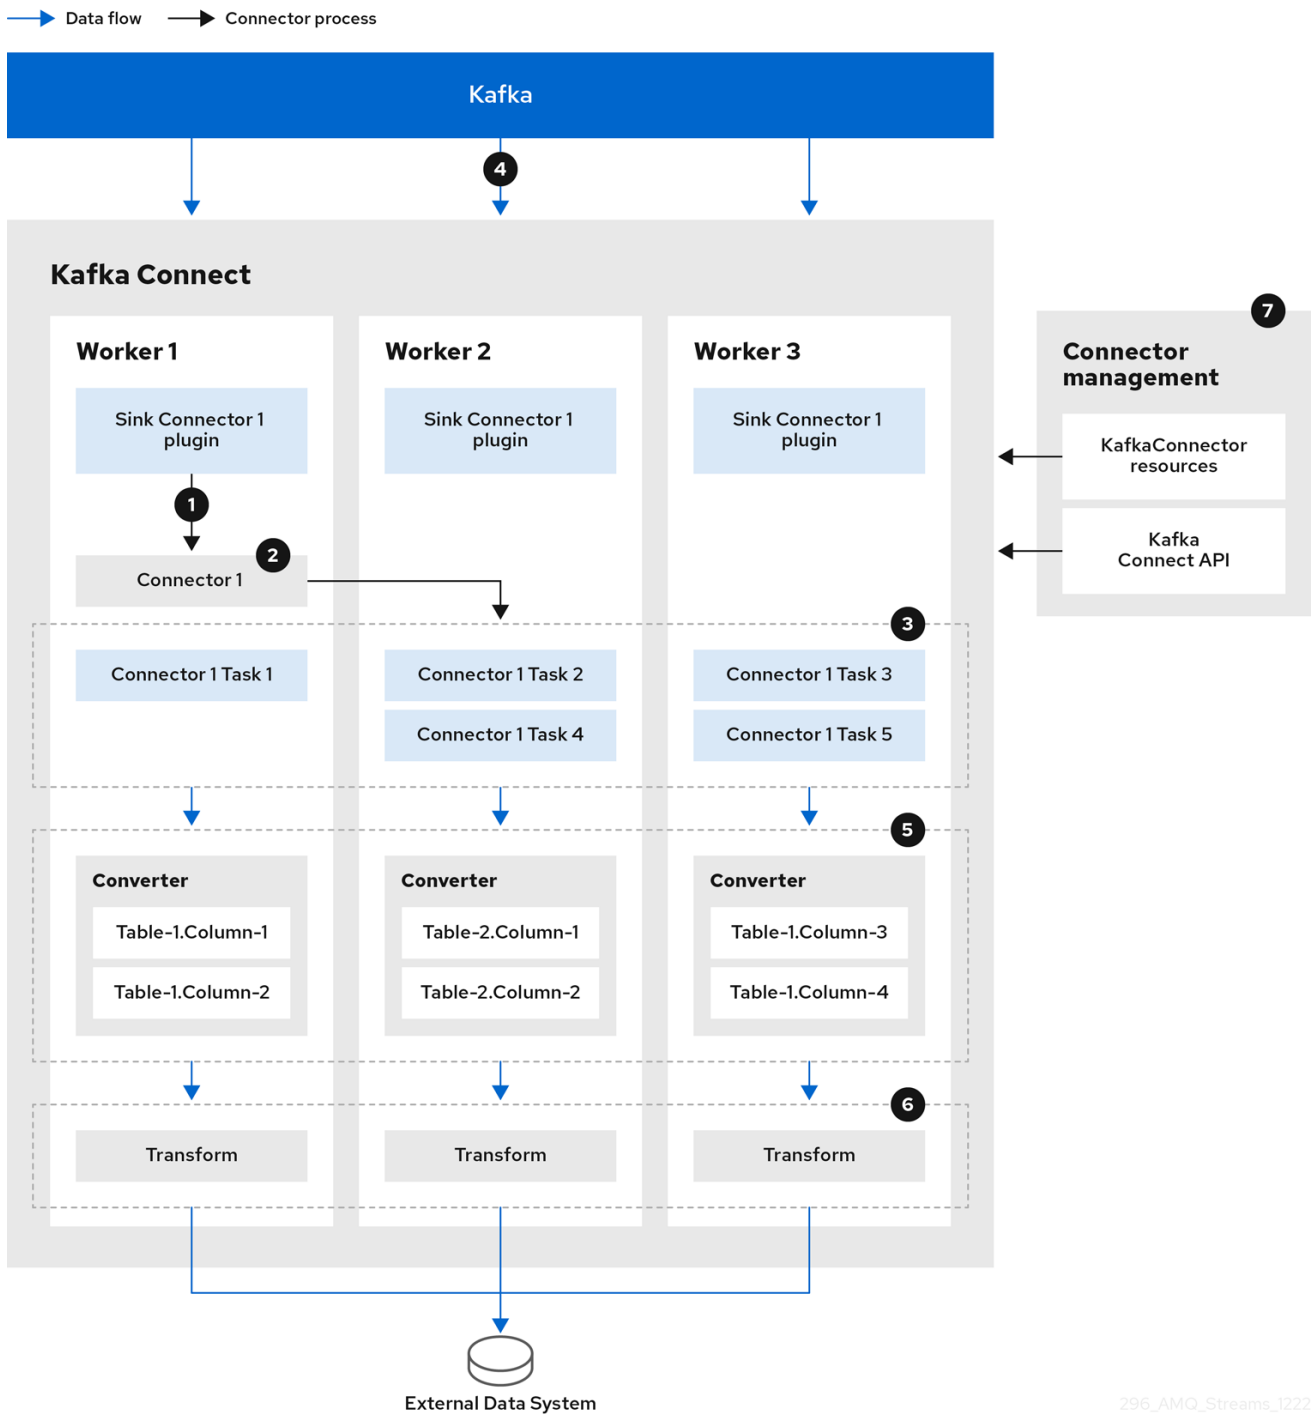 Data flow
Connector process
Kafka
4
Kafka Connect
Worker 1
Sink Connector 1
plugin
1
Connector 1
2
Worker 2
Sink Connector 1
plugin
Worker 3
Sink Connector 1
plugin
7
Connector
management
KafkaConnector
resources
Kafka
Connect API
3
Connector 1 Task 1
Connector 1 Task 2
Connector 1 Task 4
Connector 1 Task 3
Connector 1 Task 5
5
Converter
Table-1.Column-1
Table-1.Column-2
Converter
Table-2.Column-1
Table-2.Column-2
Converter
Table-1.Column-3
Table-1.Column-4
6
Transform
Transform
Transform
External Data System
296_AMQ_Streams_1222